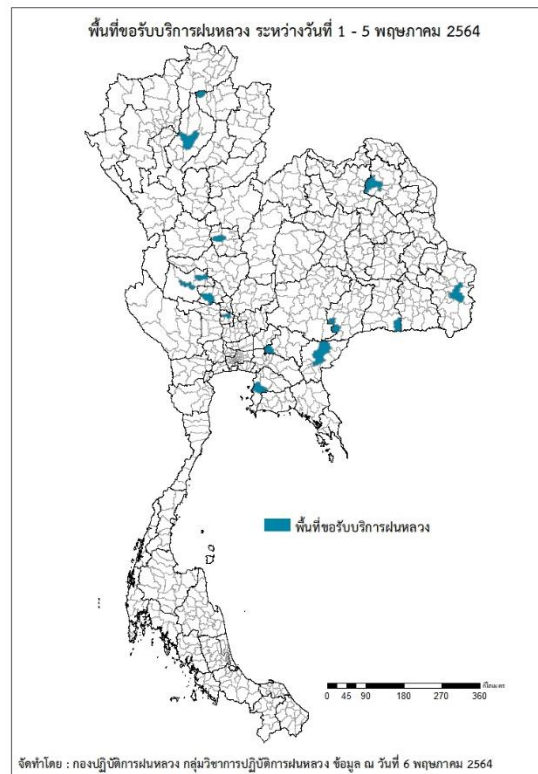 พื้นที่ขอรับบริการฝนหลวง ระหว่างวันที่ 1 - 5 พฤษภาคม 2564
พื้นที่ขอรับบริการฝนหลวง
กิโลเมตร
0 45 90 180 270 360
จัดทำโดย : กองปฏิบัติการฝนหลวง กลุ่มวิชาการปฏิบัติการฝนหลวง ข้อมูล ณ วันที่ 6 พฤษภาคม 2564